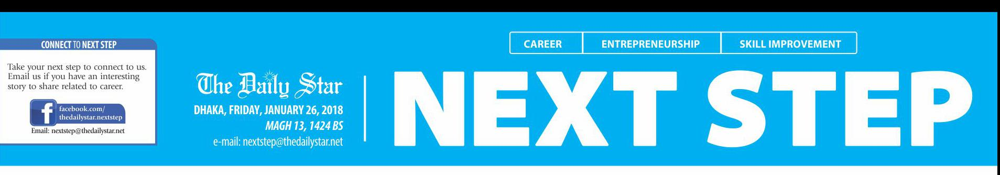 CONNECT TO NEXT STEP
Take your next step to connect to us.
Email us if you have an interesting
story to share related to career.
f
facebook.com/
thedailystar.nextstep
Email: nextstep@thedailystar.net
The Daily Star
DHAKA, FRIDAY, JANUARY 26, 2018
MAGH 13, 1424 BS
e-mail: nextstep@thedailystar.net
CAREER
ENTREPRENEURSHIP
SKILL IMPROVEMENT
NEXT STEP